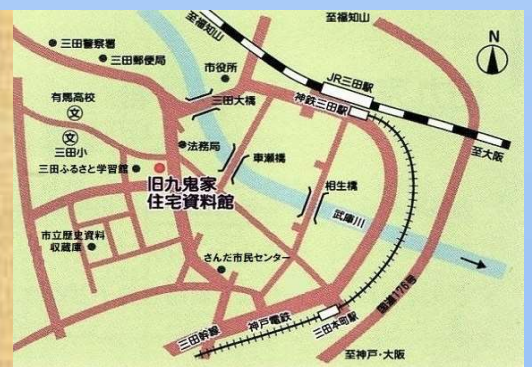 至福知山
至福知山
N
三田警察署
三田郵便局
市役所
JR三田駅
神鉄三田駅
有馬高校
文
三田大橋
至大阪
文
三田小
法務局
車瀬橋
三田ふるさと学習館
相生橋
旧九鬼家
住宅資料館
武庫川
市立歴史資料
収蔵庫
さんだ市民センター
国道176号
三田幹線
神戸電鉄
三田本町駅
至神戸・大阪